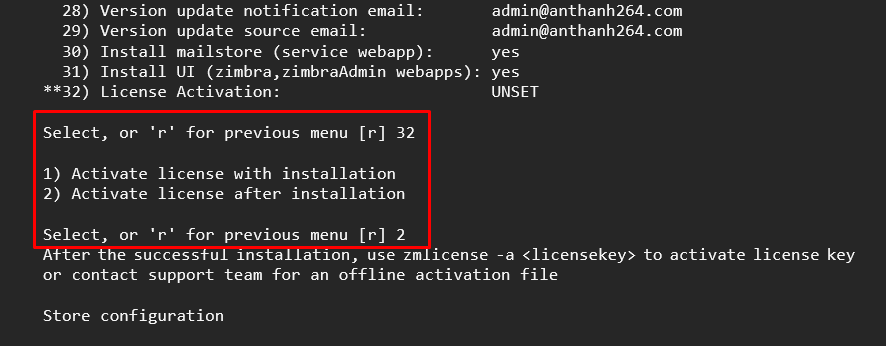 28) Version update notification email: admin@anthanh264.com
29) Version update source email: admin@anthanh264.com
30) Install mailstore (service webapp): yes
31) Install UI (zimbra,zimbraAdmin webapps): yes
**32) License Activation: UNSET
Select, or 'r' for previous menu [r] 32
1) Activate license with installation
2) Activate license after installation
Select, or 'r' for previous menu [r] 2
After the successful installation, use zmlicense -a <licensekey> to activate license key
or contact support team for an offline activation file
Store configuration